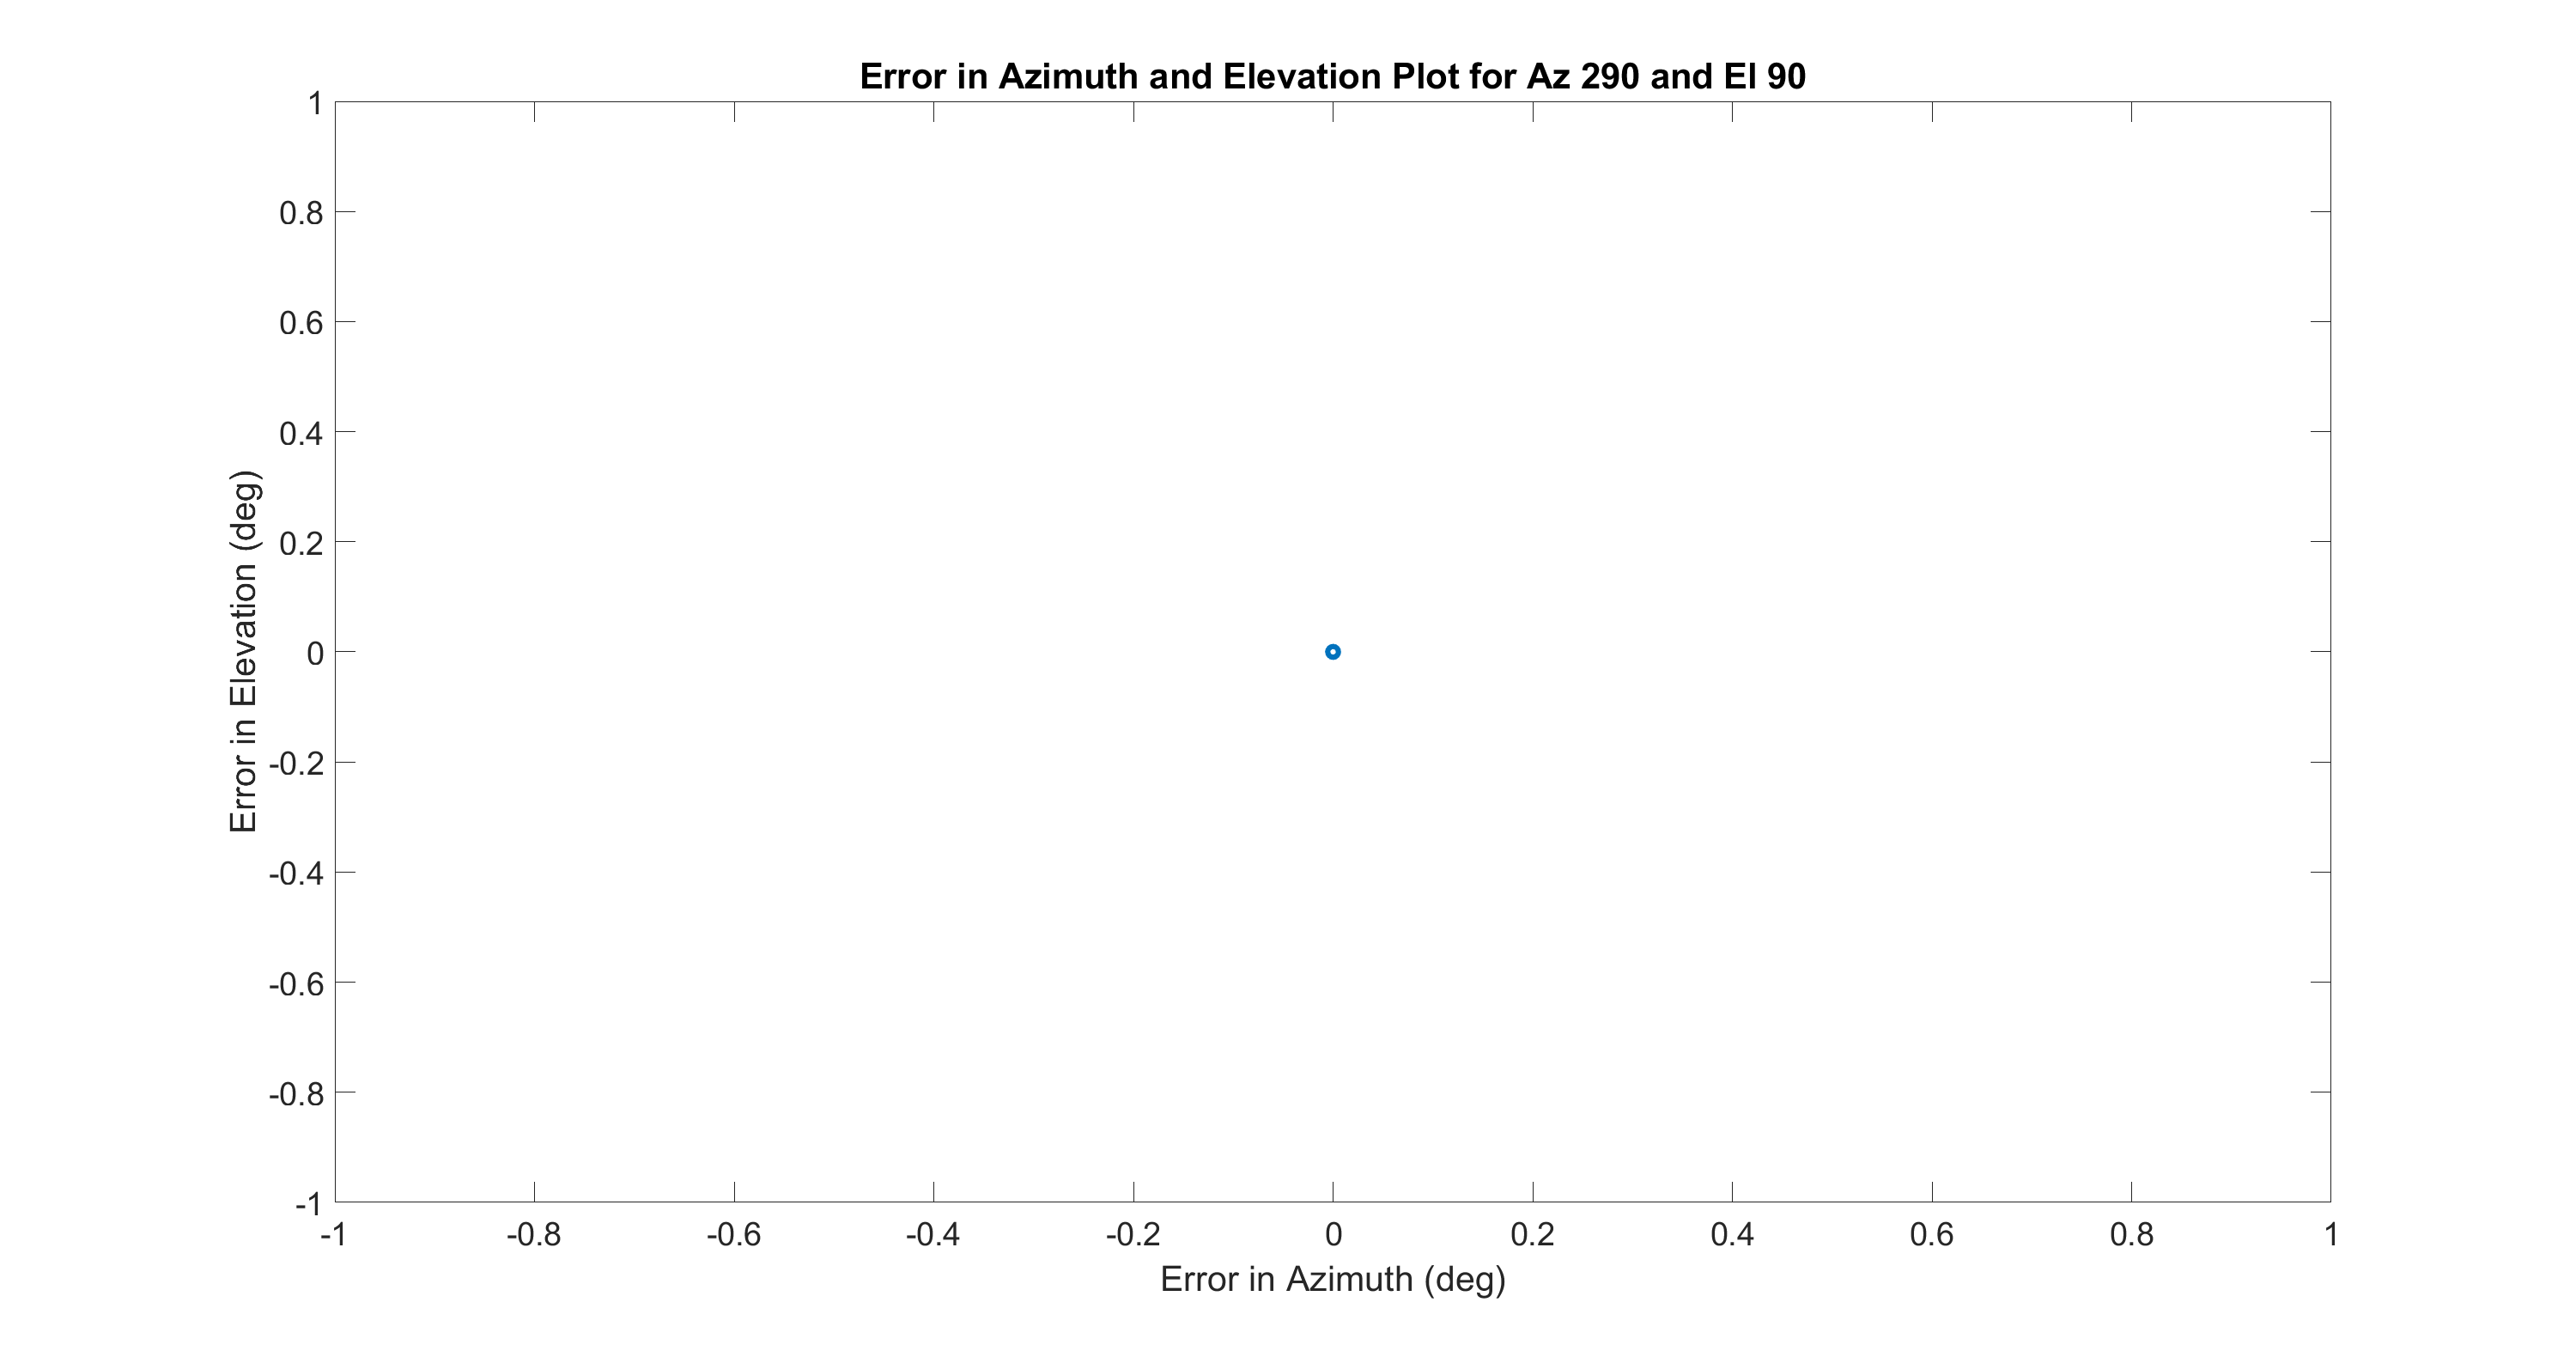 Error in Azimuth and Elevation Plot for Az 290 and El 90
1
0.8
0.6
0.4
0.2
0
-0.2
-0.4
-0.6
-0.8
-1
Error in Elevation (deg)
-1 -0.8 -0.6 -0.4 -0.2 0 0.2 0.4 0.6 0.8 1
Error in Azimuth (deg)